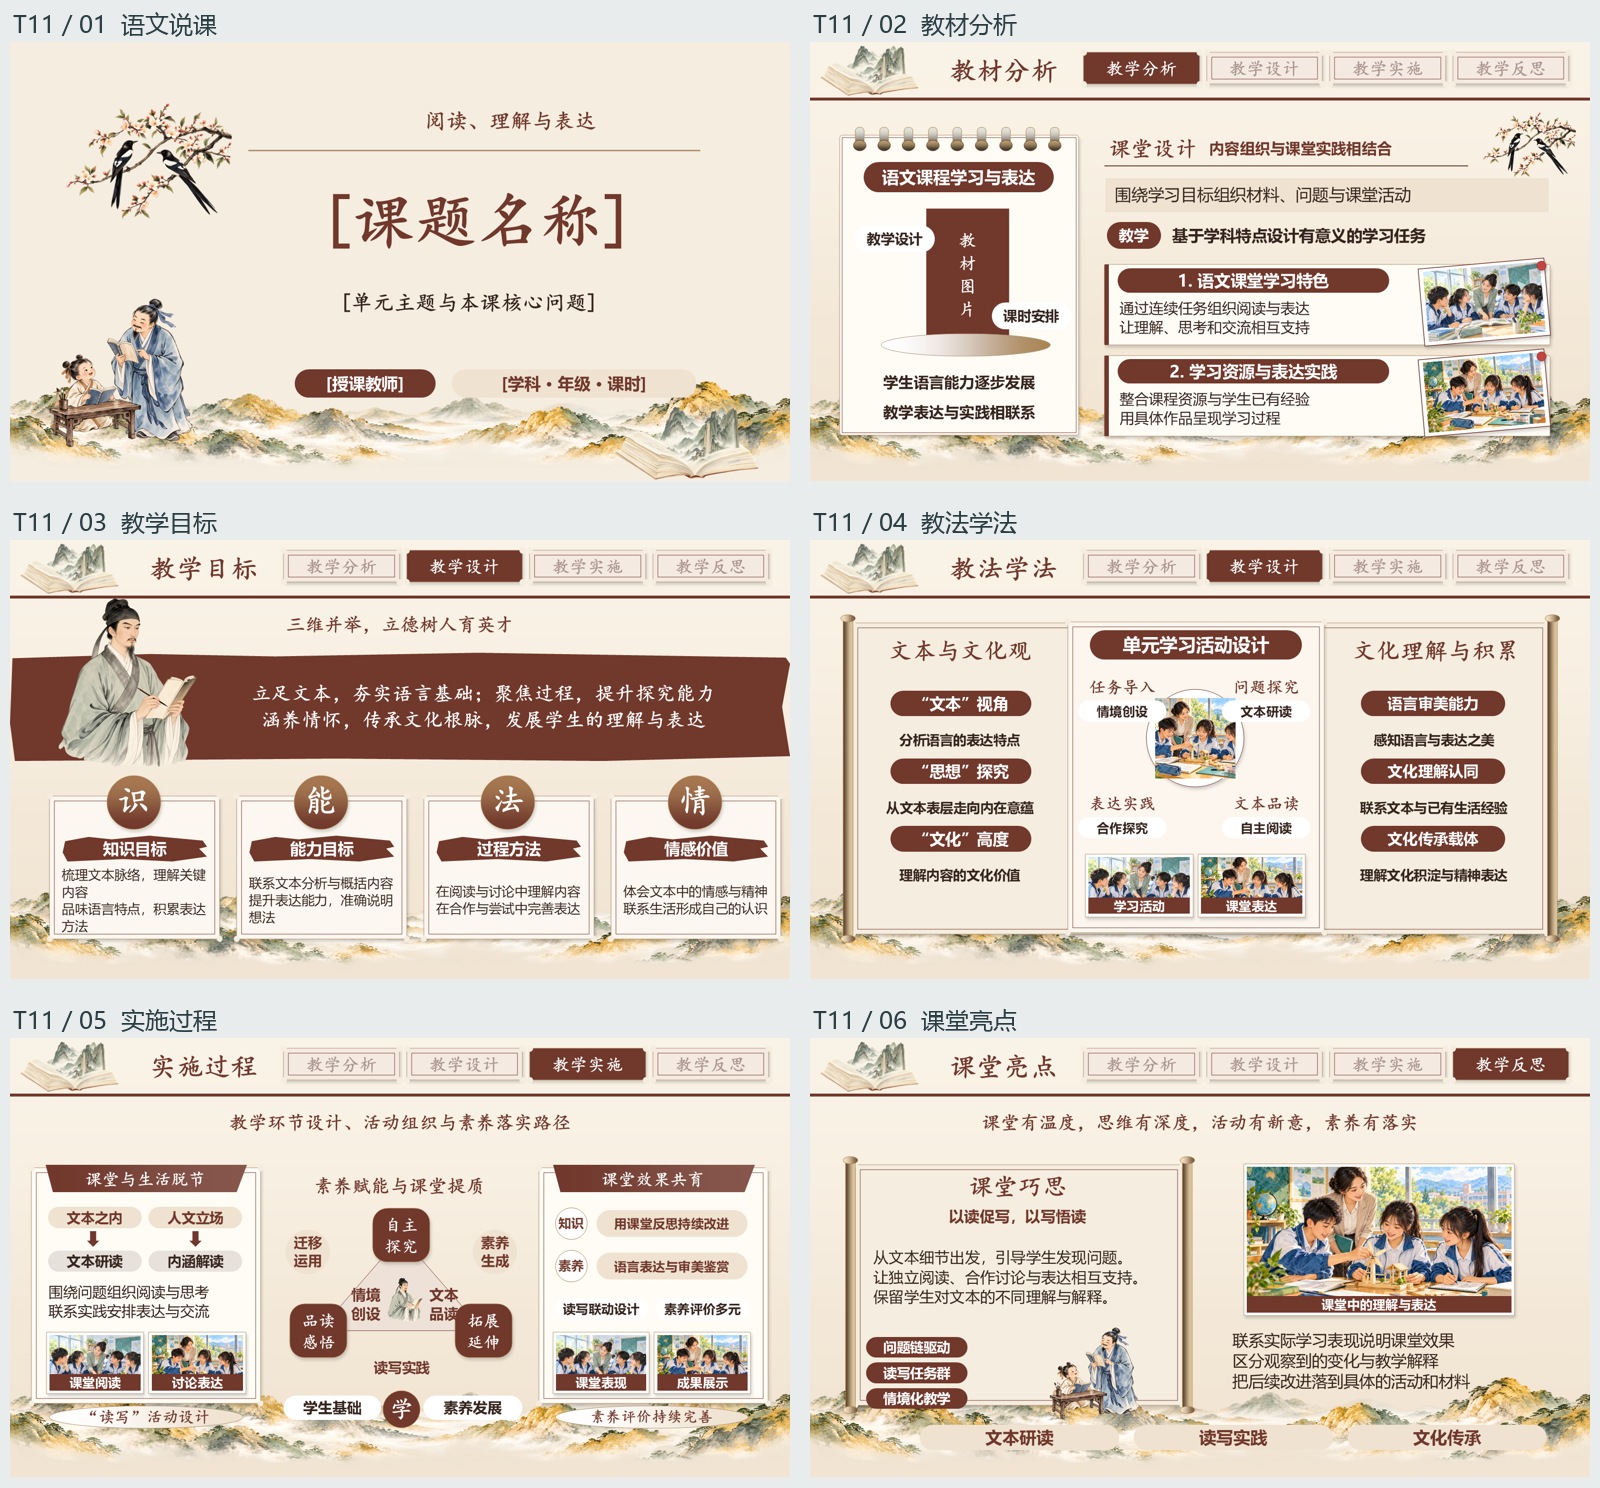 T11 / 01 语文说课
阅读、理解与表达
[课题名称]
[单元主题与本课核心问题]
[授课教师]
[学科·年级·课时]
T11 / 02 教材分析
教材分析
教学分析
教学设计
教学实施
教学反思
语文课程学习与表达
教学设计
教材图片
课时安排
学生语言能力逐步发展
教学表达与实践相联系
课堂设计 内容组织与课堂实践相结合
围绕学习目标组织材料、问题与课堂活动
教学 基于学科特点设计有意义的学习任务
1. 语文课堂学习特色
通过连续任务组织阅读与表达
让理解、思考和交流相互支持
2. 学习资源与表达实践
整合课程资源与学生已有经验
用具体作品呈现学习过程
T11 / 03 教学目标
教学目标
教学分析
教学设计
教学实施
教学反思
三维并举，立德树人育英才
立足文本，夯实语言基础；聚焦过程，提升探究能力
涵养情怀，传承文化根脉，发展学生的理解与表达
识
知识目标
梳理文本脉络，理解关键
内容
品味语言特点，积累表达
方法
能
能力目标
联系文本分析与概括内容
提升表达能力，准确说明
想法
法
过程方法
在阅读与讨论中理解内容
在合作与尝试中完善表达
情
情感价值
体会文本中的情感与精神
联系生活形成自己的认识
T11 / 04 教法学法
教法学法
教学分析
教学设计
教学实施
教学反思
文本与文化观
“文本”视角
分析语言的表达特点
“思想”探究
从文本表层走向内在意蕴
“文化”高度
理解内容的文化价值
单元学习活动设计
任务导入
情境创设
问题探究
文本研读
表达实践
合作探究
文本品读
自主阅读
学习活动
课堂表达
文化理解与积累
语言审美能力
感知语言与表达之美
文化理解认同
联系文本与已有生活经验
文化传承载体
理解文化积淀与精神表达
T11 / 05 实施过程
实施过程
教学分析
教学设计
教学实施
教学反思
教学环节设计、活动组织与素养落实路径
课堂与生活脱节
文本之内
人文立场
文本研读
内涵解读
围绕问题组织阅读与思考
联系实践安排表达与交流
课堂阅读
讨论表达
“读写”活动设计
素养赋能与课堂提质
自主
探究
迁移
运用
素养
生成
情境
创设
文本
品读
品读
感悟
拓展
延伸
读写实践
学生基础
学
素养发展
课堂效果共育
知识
用课堂反思持续改进
素养
语言表达与审美鉴赏
读写联动设计
素养评价多元
课堂表现
成果展示
素养评价持续完善
T11 / 06 课堂亮点
课堂亮点
教学分析
教学设计
教学实施
教学反思
课堂有温度，思维有深度，活动有新意，素养有落实
课堂巧思
以读促写，以写悟读
从文本细节出发，引导学生发现问题。
让独立阅读、合作讨论与表达相互支持。
保留学生对文本的不同理解与解释。
问题链驱动
读写任务群
情境化教学
课堂中的理解与表达
联系实际学习表现说明课堂效果
区分观察到的变化与教学解释
把后续改进落到具体的活动和材料
文本研读
读写实践
文化传承